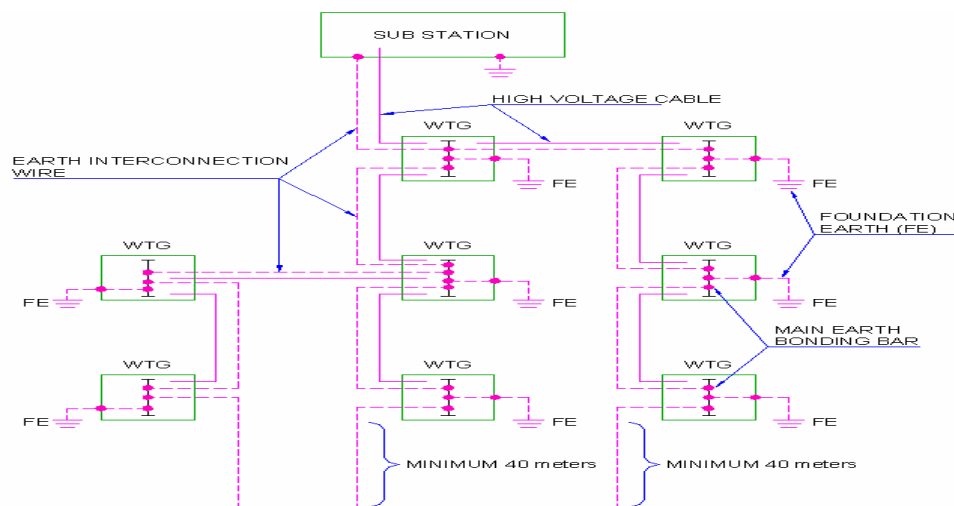 SUB STATION
HIGH VOLTAGE CABLE
WTG
WTG
EARTH INTERCONNECTION
WIRE
FE
FE
FOUNDATION
EARTH (FE)
WTG
WTG
WTG
FE
FE
FE
MAIN EARTH
BONDING BAR
WTG
WTG
WTG
FE
FE
FE
MINIMUM 40 meters
MINIMUM 40 meters